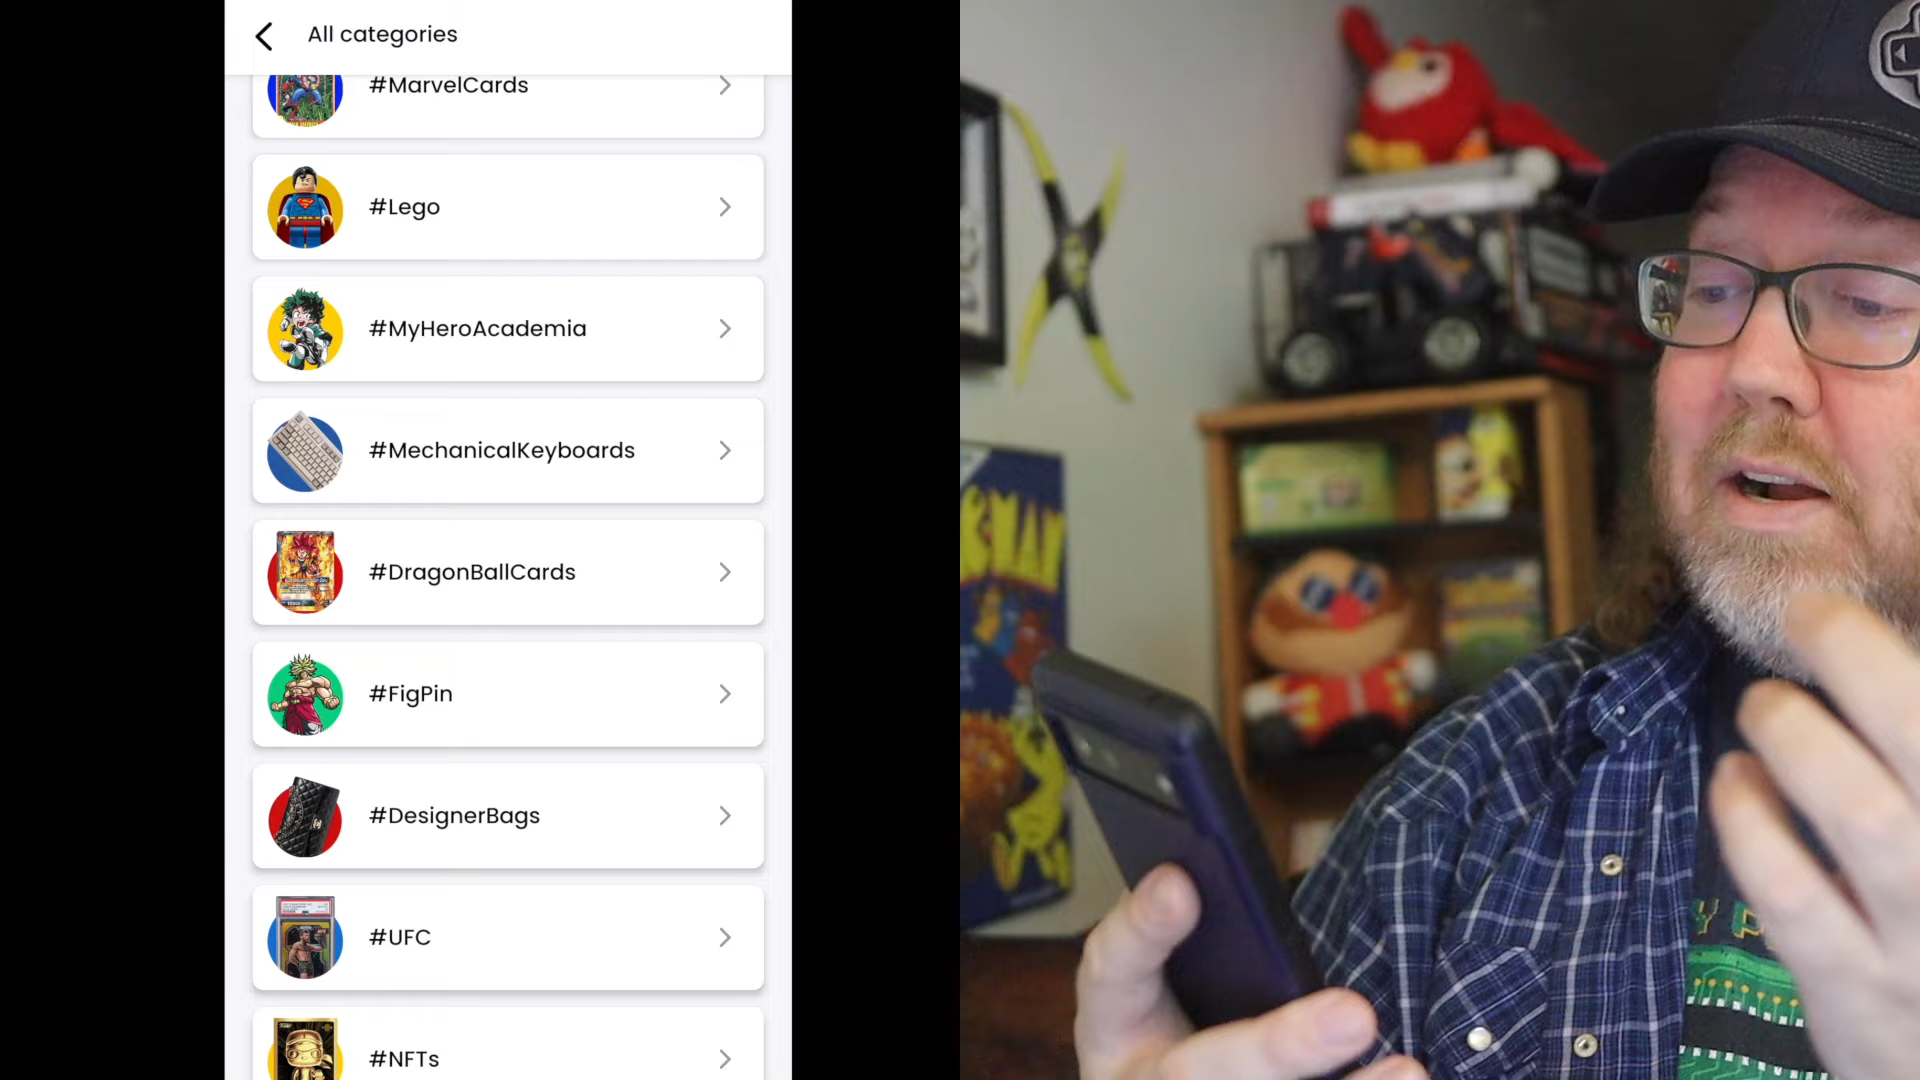 All categories
#MarvelCards
#Lego
#MyHeroAcademia
#MechanicalKeyboards
#DragonBallCards
#FigPin
#DesignerBags
#UFC
#NFTs